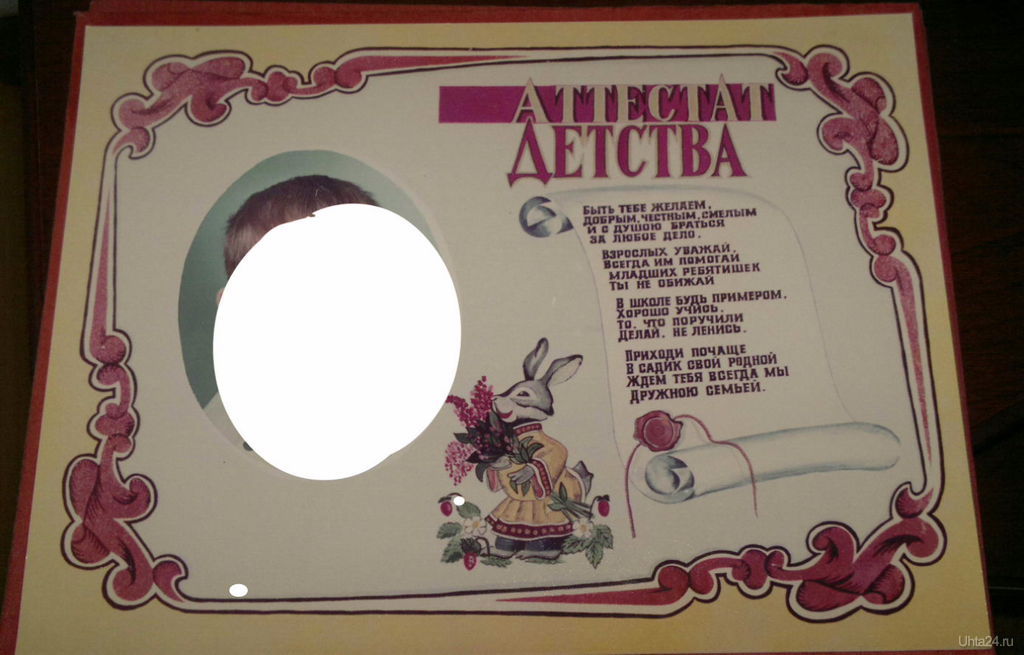 АТТЕСТАТ
ДЕТСТВА
БЫТЬ ТЕБЕ ЖЕЛАЕМ,
ДОБРЫМ, ЧЕСТНЫМ, СМЕЛЫМ
И С ДУШОЮ БРАТЬСЯ
ЗА ЛЮБОЕ ДЕЛО.
ВЗРОСЛЫХ УВАЖАЙ,
ВСЕГДА ИМ ПОМОГАЙ
МЛАДШИХ РЕБЯТИШЕК
ТЫ НЕ ОБИЖАЙ
В ШКОЛЕ БУДЬ ПРИМЕРОМ,
ХОРОШО УЧИСЬ.
ТО, ЧТО ПОРУЧИЛИ
ДЕЛАЙ, НЕ ЛЕНИСЬ.
ПРИХОДИ ПОЧАЩЕ
В САДИК СВОЙ РОДНОЙ
ЖДЕМ ТЕБЯ ВСЕГДА МЫ
ДРУЖНОЮ СЕМЬЕЙ.
Uhta24.ru